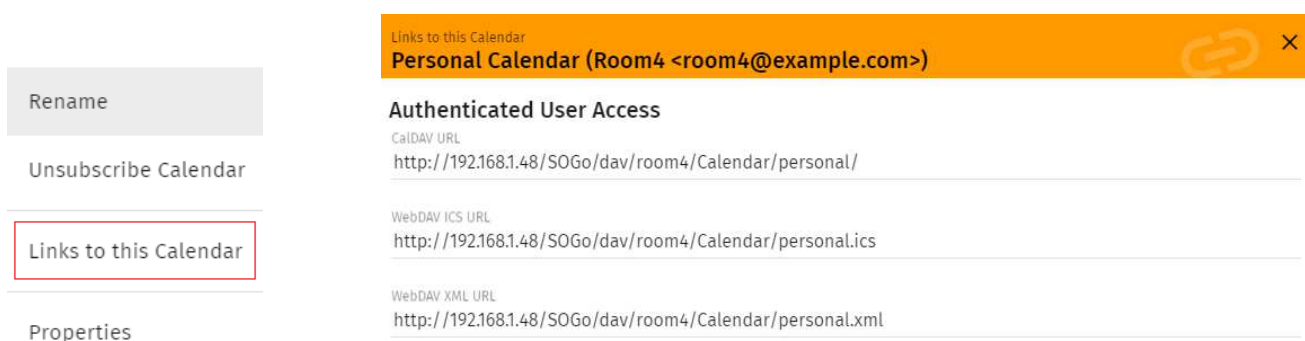 Rename
Unsubscribe Calendar
Links to this Calendar
Properties
Links to this Calendar
Personal Calendar (Room4 <room4@example.com>)
Authenticated User Access
CalDAV URL
http://192.168.1.48/SOGo/dav/room4/Calendar/personal/
WebDAV ICS URL
http://192.168.1.48/SOGo/dav/room4/Calendar/personal.ics
WebDAV XML URL
http://192.168.1.48/SOGo/dav/room4/Calendar/personal.xml